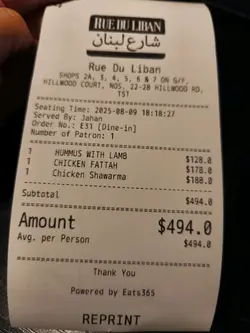 RUE DU LIBAN
شارع لبنان
Rue Du Liban
SHOPS 2A, 3, 4, 5, 6 & 7 ON G/F,
HILLWOOD COURT, NOS. 22-28 HILLWOOD RD,
TST
Seating Time: 2025-08-09 18:18:27
Served By: Jahan
Order No.: E31 [Dine-in]
Number of Patron: 1
1 HUMMUS WITH LAMB $128.0
1 CHICKEN FATTAH $178.0
1 Chicken Shawarma $188.0
Subtotal $494.0
Amount $494.0
Avg. per Person $494.0
Thank You
Powered by Eats365
REPRINT